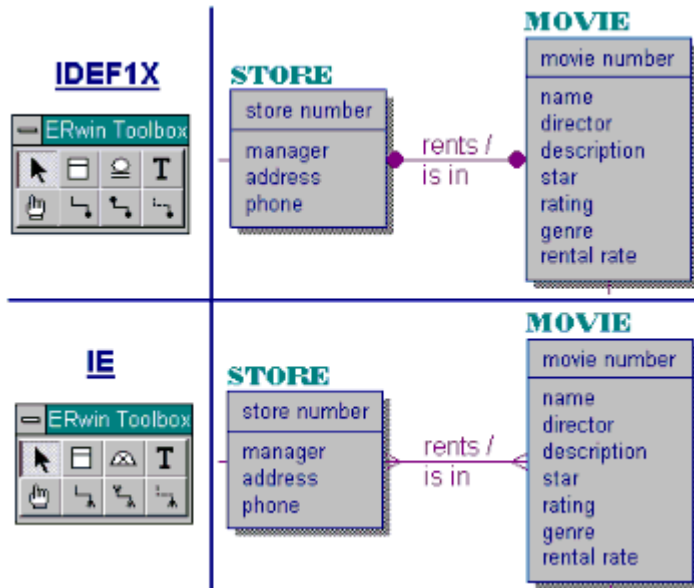 IDEF1X
ERwin Toolbox
T
STORE
store number
manager
address
phone
rents /
is in
MOVIE
movie number
name
director
description
star
rating
genre
rental rate
IE
ERwin Toolbox
T
STORE
store number
manager
address
phone
rents /
is in
MOVIE
movie number
name
director
description
star
rating
genre
rental rate